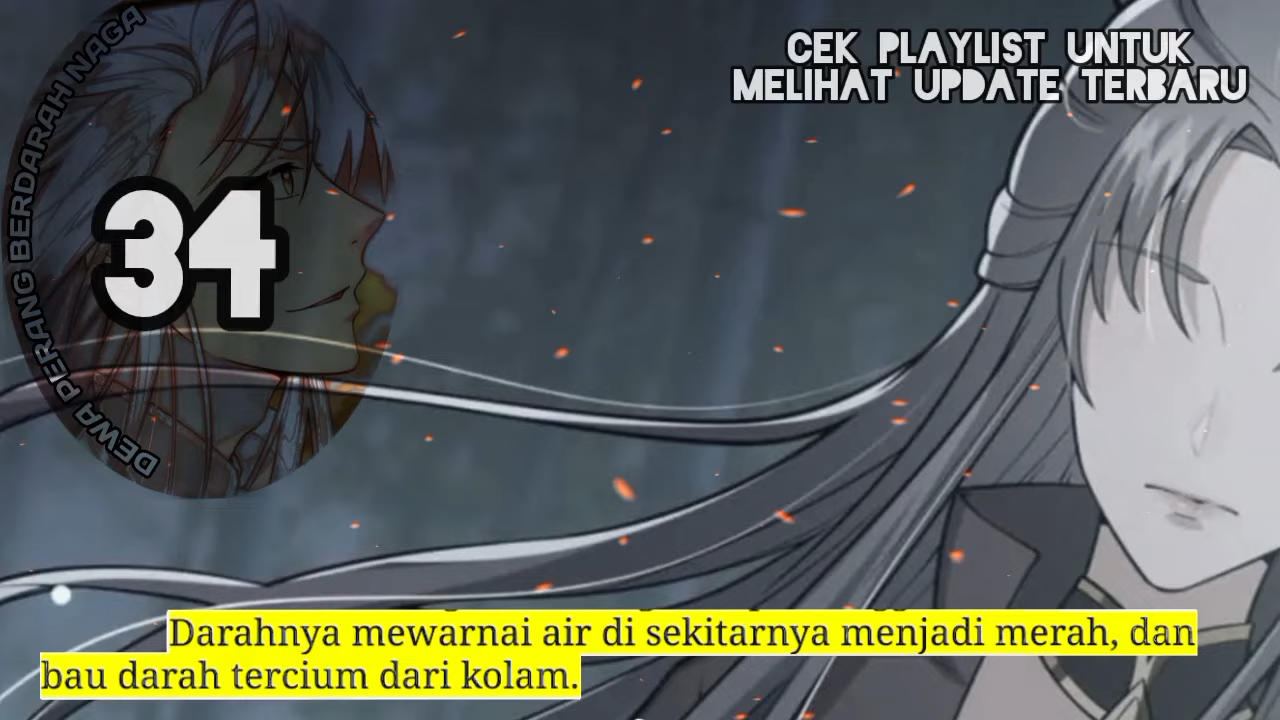 CEK PLAYLIST UNTUK
MELIHAT UPDATE TERBARU
DEWA PERANG BERDARAH NAGA
34
Darahnya mewarnai air di sekitarnya menjadi merah, dan
bau darah tercium dari kolam.